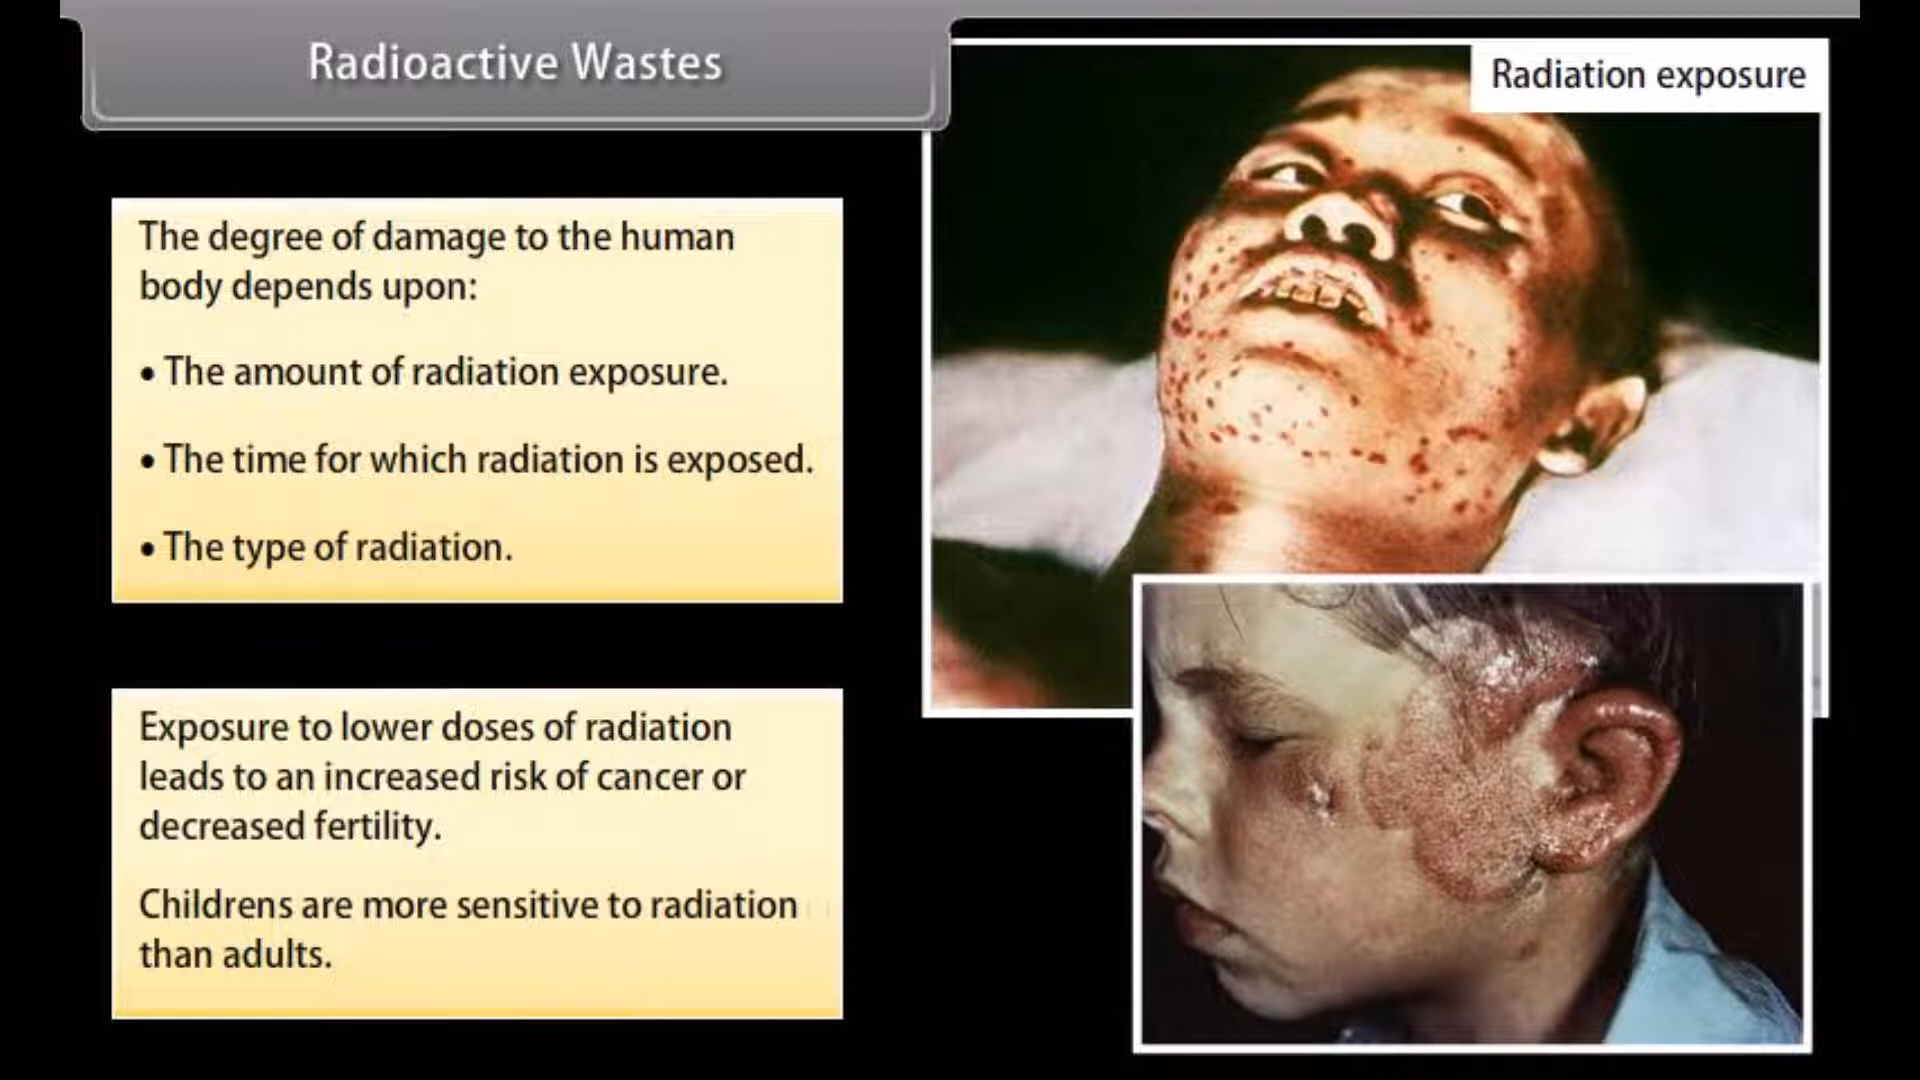 Radioactive Wastes
Radiation exposure
The degree of damage to the human
body depends upon:
• The amount of radiation exposure.
• The time for which radiation is exposed.
• The type of radiation.
Exposure to lower doses of radiation
leads to an increased risk of cancer or
decreased fertility.
Childrens are more sensitive to radiation
than adults.